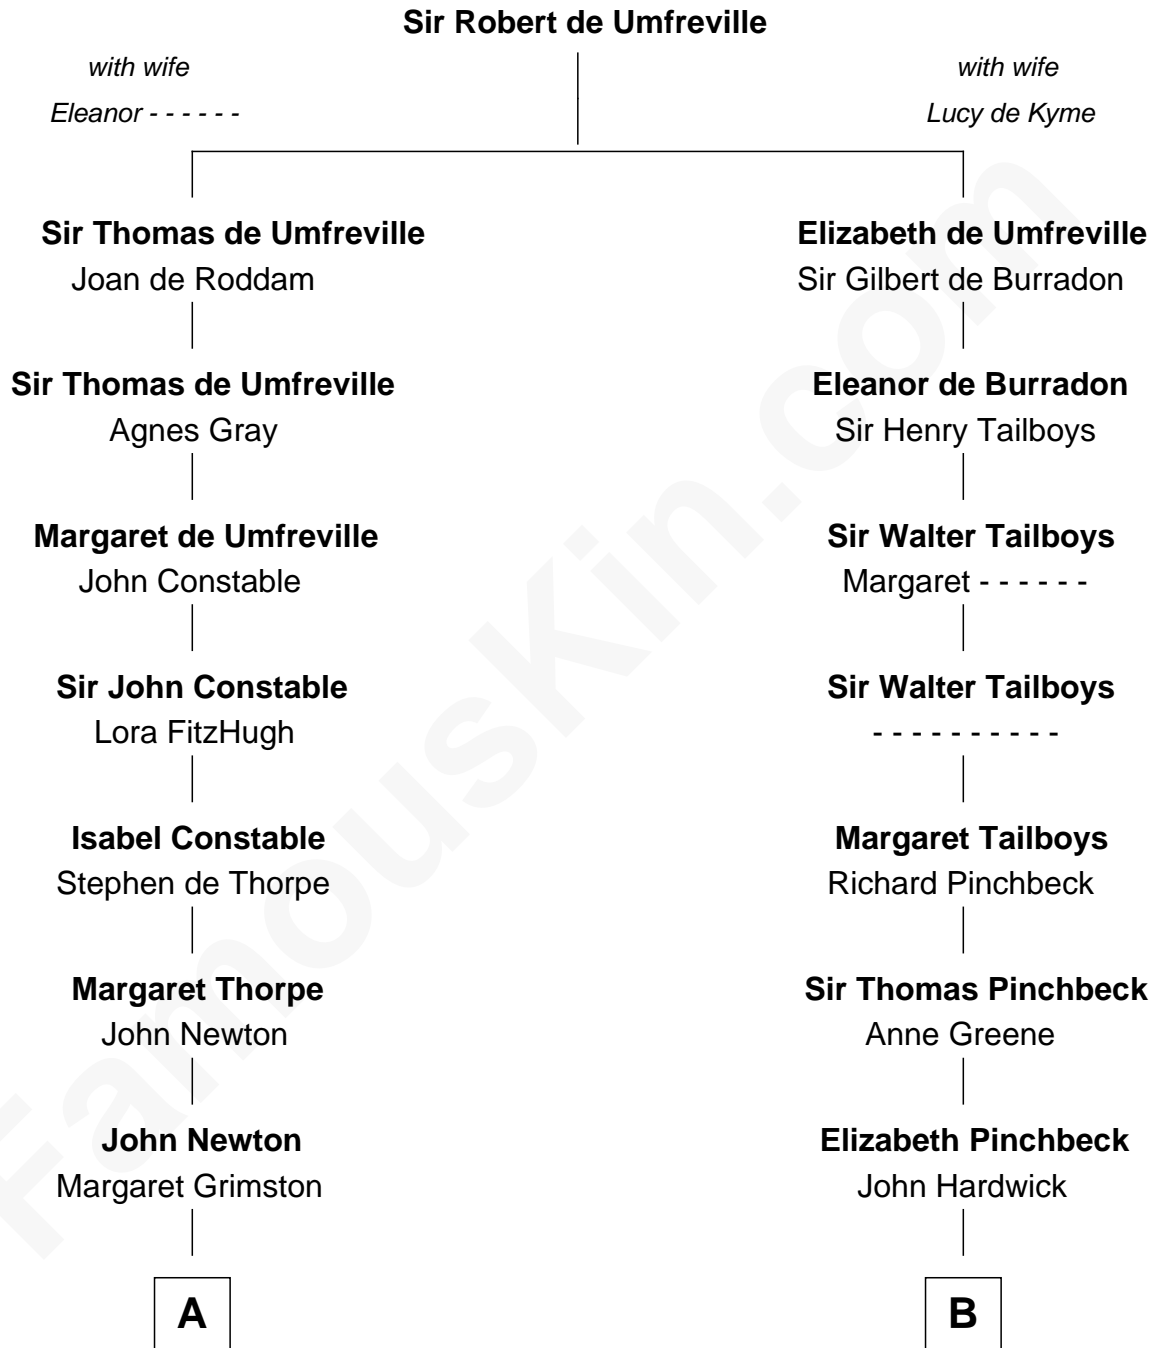 Sir Robert de Umfreville
with wife
Eleanor - - - - - -
with wife
Lucy de Kyme
Sir Thomas de Umfreville
Joan de Roddam
Elizabeth de Umfreville
Sir Gilbert de Burradon
Sir Thomas de Umfreville
Agnes Gray
Eleanor de Burradon
Sir Henry Tailboys
Margaret de Umfreville
John Constable
Sir Walter Tailboys
Margaret - - - - - -
Sir John Constable
Lora FitzHugh
Sir Walter Tailboys
- - - - - - - - - -
Isabel Constable
Stephen de Thorpe
Margaret Tailboys
Richard Pinchbeck
Margaret Thorpe
John Newton
Sir Thomas Pinchbeck
Anne Greene
John Newton
Margaret Grimston
Elizabeth Pinchbeck
John Hardwick
A
B
FamousKin.com